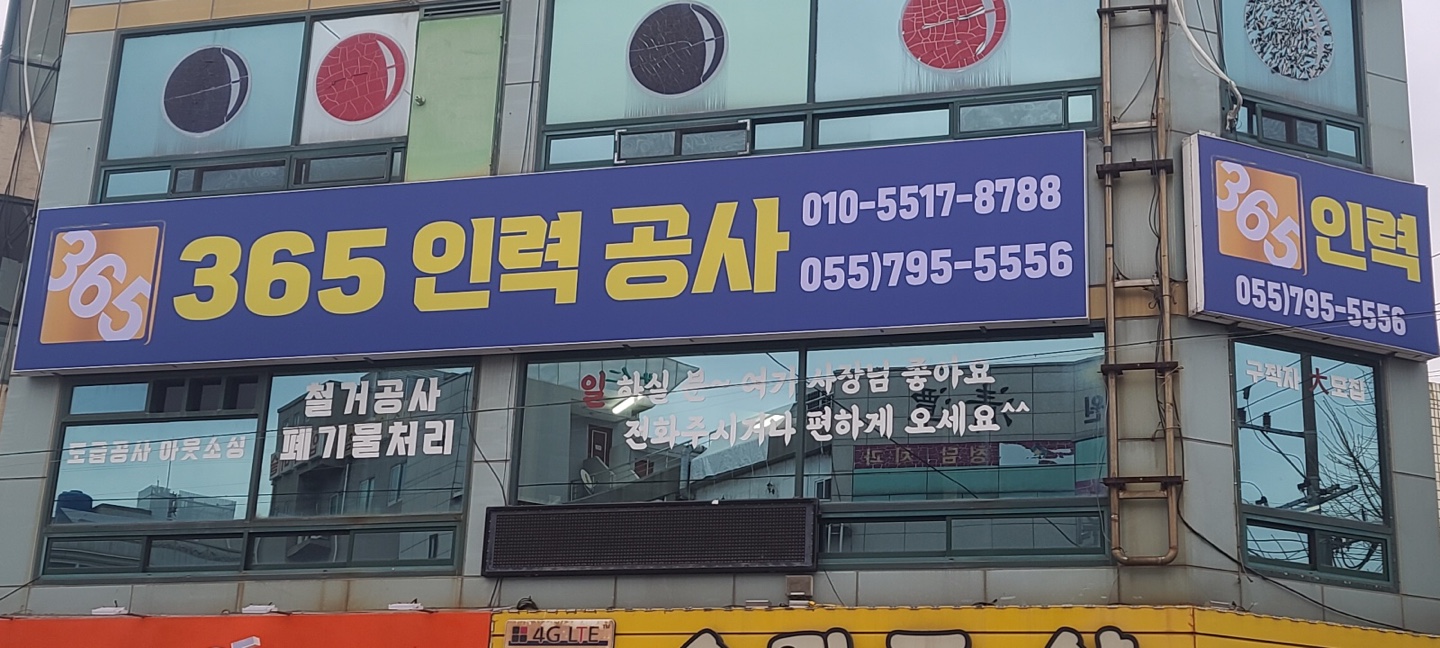 365
365 인력 공사
010-5517-8788
055)795-5556
365
인력
055)795-5556
도급공사 아웃소싱
철거공사
폐기물처리
일 하실 분~ 여기 사장님 좋아요
전화주시거나 편하게 오세요^^
구직자 大모집
4G LTE